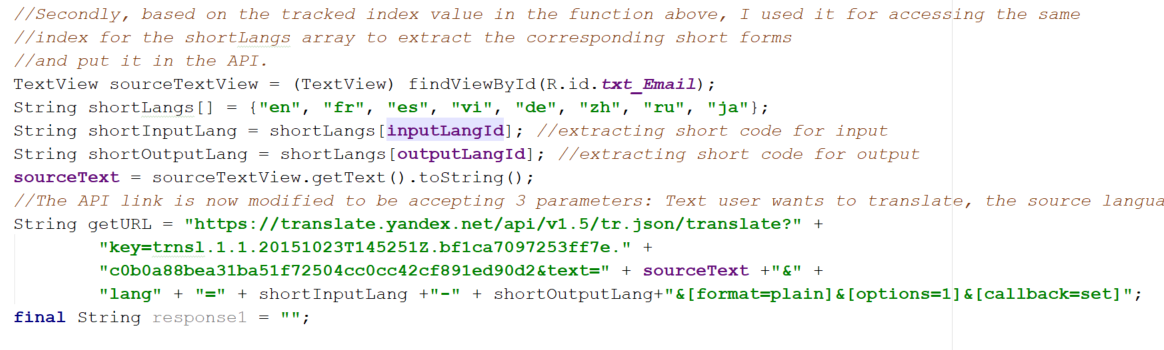 //Secondly, based on the tracked index value in the function above, I used it for accessing the same
//index for the shortLangs array to extract the corresponding short forms
//and put it in the API.
TextView sourceTextView = (TextView) findViewById(R.id.txt_Email);
String shortLangs[] = {"en", "fr", "es", "vi", "de", "zh", "ru", "ja"};
String shortInputLang = shortLangs[inputLangId]; //extracting short code for input
String shortOutputLang = shortLangs[outputLangId]; //extracting short code for output
sourceText = sourceTextView.getText().toString();
//The API link is now modified to be accepting 3 parameters: Text user wants to translate, the source langua
String getURL = "https://translate.yandex.net/api/v1.5/tr.json/translate?" +
"key=trnsl.1.1.20151023T145251Z.bf1ca7097253ff7e." +
"c0b0a88bea31ba51f72504cc0cc42cf891ed90d2&text=" + sourceText +"&" +
"lang" + "=" + shortInputLang +"-" + shortOutputLang+"&[format=plain]&[options=1]&[callback=set]";
final String response1 = "";